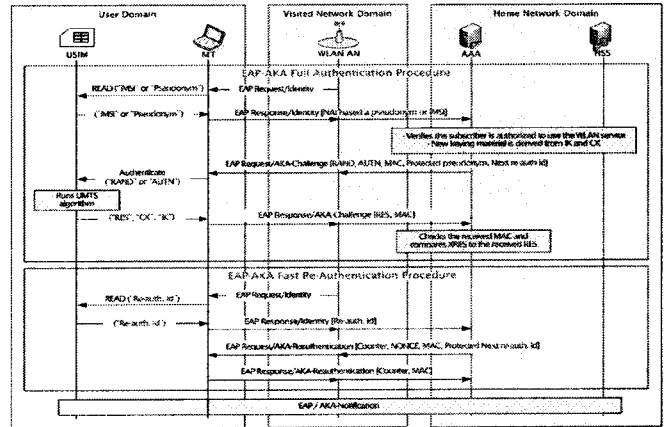 User Domain
Visited Network Domain
Home Network Domain
USIM
MT
WLAN AN
AAA
HSS
EAP-AKA Full Authentication Procedure
READ ("IMSI" or "Pseudonym")
EAP Request/Identity
("IMSI" or "Pseudonym")
EAP Response/Identity [NAI based a pseudonym or IMSI]
- Verifies the subscriber is authorized to use the WLAN service
- New keying material is derived from IK and CK
EAP Request/AKA-Challenge [RAND, AUTN, MAC, Protected pseudonym, Next re-auth id]
Authenticate
("RAND" or "AUTN")
Runs UMTS
algorithm
("RES", "CK", "IK")
EAP Response/AKA-Challenge [RES, MAC]
Checks the received MAC and
compares XRES to the received RES
EAP-AKA Fast Re-Authentication Procedure
EAP Request/Identity
READ ("Re-auth. id")
("Re-auth. id")
EAP Response/Identity [Re-auth. id]
EAP Request/AKA-Reauthentication [Counter, NONCE, MAC, Protected Next re-auth. id]
EAP Response/AKA-Reauthentication [Counter, MAC]
EAP / AKA-Notification